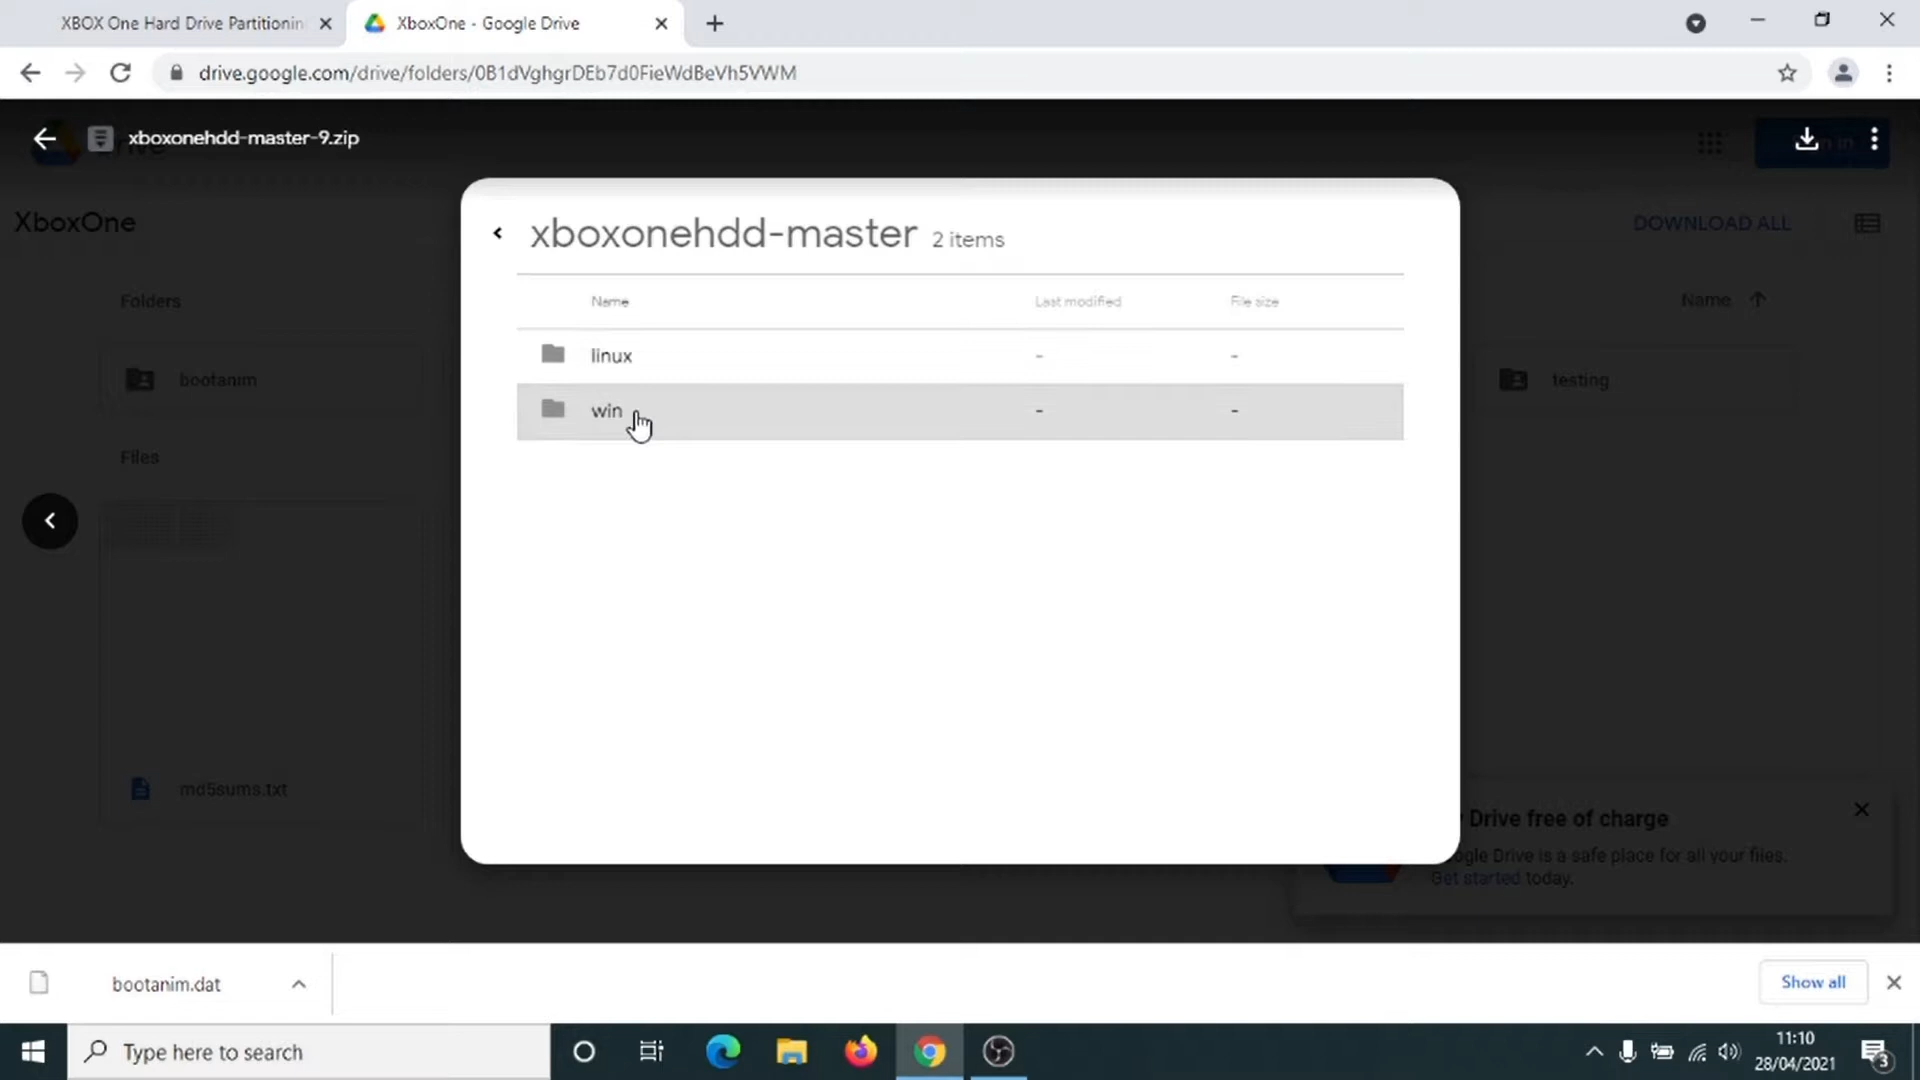 XBOX One Hard Drive Partitionin
XboxOne - Google Drive
drive.google.com/drive/folders/0B1dVghgrDEb7d0FieWdBeVh5VWM
xboxonehdd-master-9.zip
XboxOne
DOWNLOAD ALL
xboxonehdd-master 2 items
Folders
Name
Name Last modified File size
linux - -
bootanim
testing
win - -
Files
md5sums.txt
Drive free of charge
ogle Drive is a safe place for all your files.
Get started today.
bootanim.dat
Show all
Type here to search
11:10
28/04/2021
3